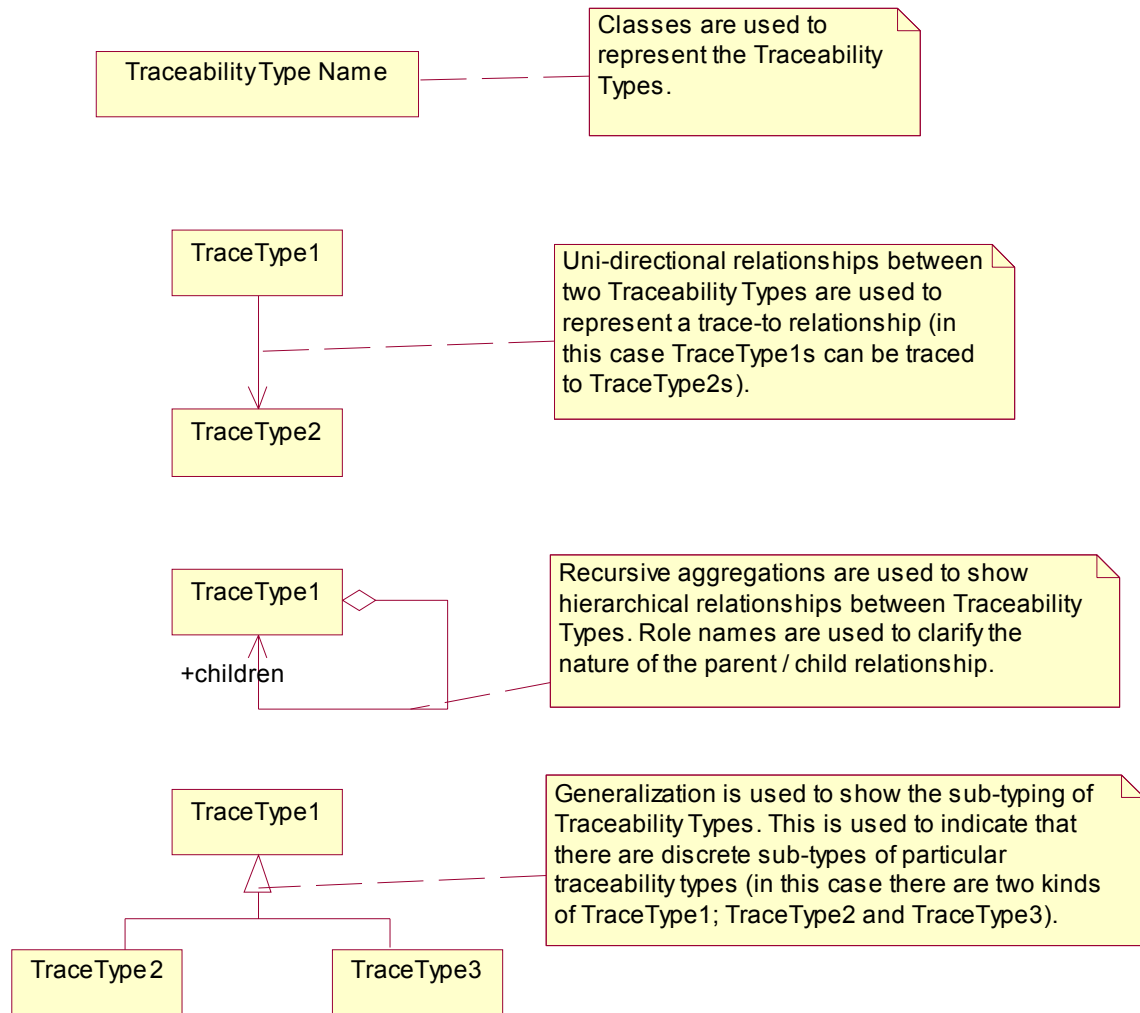 TraceabilityType Name
Classes are used to
represent the Traceability
Types.
TraceType1
Uni-directional relationships between
two Traceability Types are used to
represent a trace-to relationship (in
this case TraceType1s can be traced
to TraceType2s).
TraceType2
TraceType1
+children
Recursive aggregations are used to show
hierarchical relationships between Traceability
Types. Role names are used to clarify the
nature of the parent / child relationship.
TraceType1
Generalization is used to show the sub-typing of
Traceability Types. This is used to indicate that
there are discrete sub-types of particular
traceability types (in this case there are two kinds
of TraceType1; TraceType2 and TraceType3).
TraceType2
TraceType3